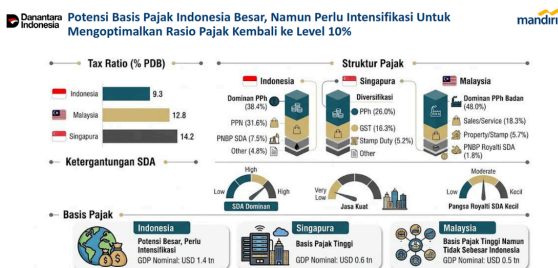 Danantara
Indonesia
Potensi Basis Pajak Indonesia Besar, Namun Perlu Intensifikasi Untuk
Mengoptimalkan Rasio Pajak Kembali ke Level 10%
mandiri
Tax Ratio (% PDB)
Indonesia
9.3
Malaysia
12.8
Singapura
14.2
Struktur Pajak
Indonesia
Dominan PPh
(38.4%)
PPN (31.6%)
PNBP SDA (7.5%)
Other (4.8%)
Singapura
Diversifikasi
PPh (26.0%)
GST (16.3%)
Stamp Duty (5.2%)
Other
Malaysia
Dominan PPh Badan
(48.0%)
Sales/Service (18.3%)
Property/Stamp (5.7%)
PNBP Royalti SDA
(1.8%)
Ketergantungan SDA
High
Low
High
SDA Dominan
Very
Low
Jasa Kuat
Moderate
Low
Kecil
Pangsa Royalti SDA Kecil
Basis Pajak
Indonesia
Potensi Besar, Perlu
Intensifikasi
GDP Nominal: USD 1.4 tn
Singapura
Basis Pajak Tinggi
GDP Nominal: USD 0.6 tn
Malaysia
Basis Pajak Tinggi Namun
Tidak Sebesar Indonesia
GDP Nominal: USD 0.5 tn